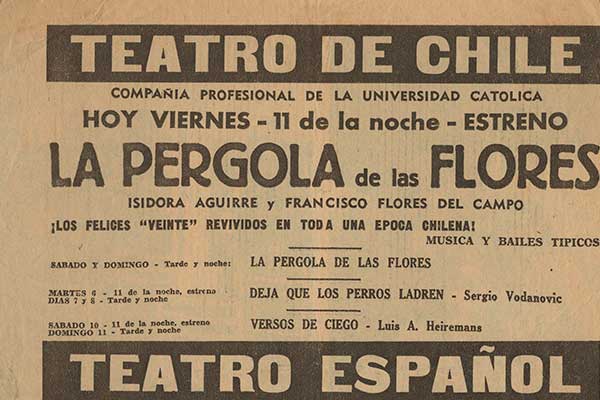 TEATRO DE CHILE
COMPAÑIA PROFESIONAL DE LA UNIVERSIDAD CATOLICA
HOY VIERNES - 11 de la noche - ESTRENO
LA PERGOLA de las FLORES
ISIDORA AGUIRRE y FRANCISCO FLORES DEL CAMPO
¡LOS FELICES "VEINTE" REVIVIDOS EN TODA UNA EPOCA CHILENA!
MUSICA Y BAILES TIPICOS
SABADO Y DOMINGO - Tarde y noche: LA PERGOLA DE LAS FLORES
MARTES 6 - 11 de la noche, estreno
DIAS 7 y 8 - Tarde y noche
DEJA QUE LOS PERROS LADREN - Sergio Vodanovic
SABADO 10 - 11 de la noche, estreno
DOMINGO 11 - Tarde y noche
VERSOS DE CIEGO - Luis A. Heiremans
TEATRO ESPAÑOL